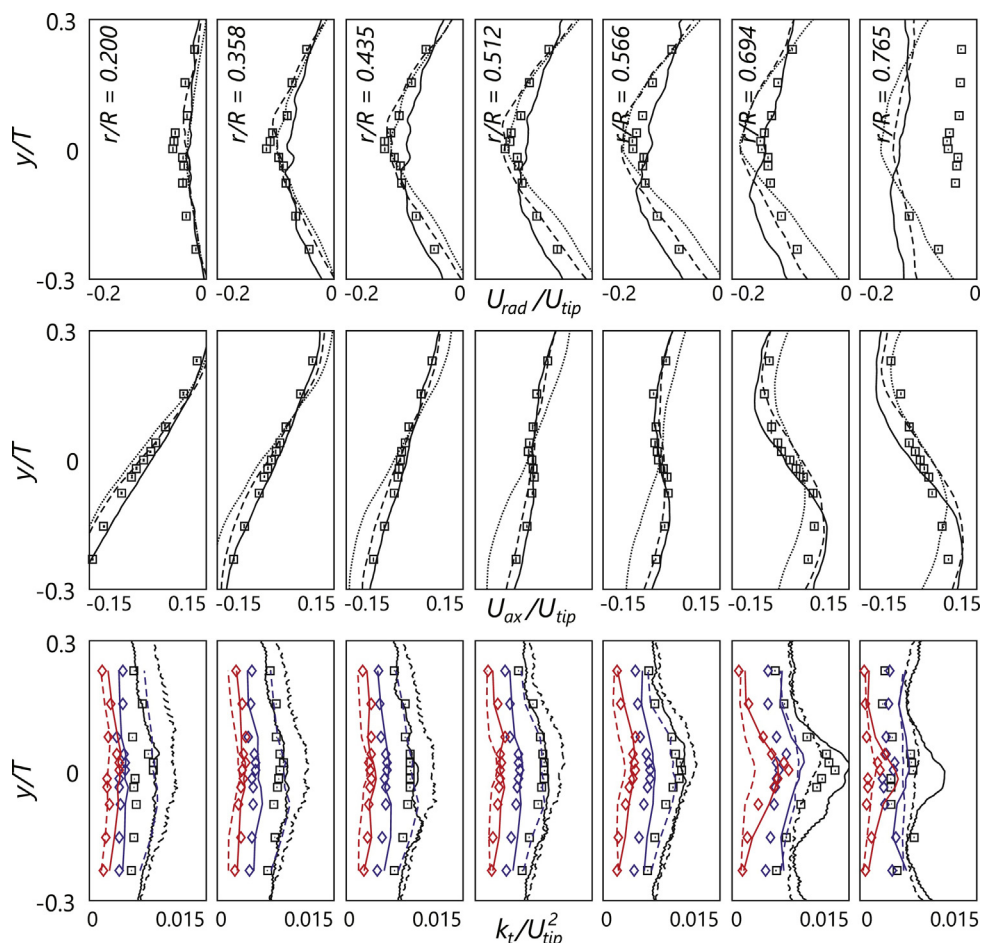 0.3
r/R = 0.200
r/R = 0.358
r/R = 0.435
r/R = 0.512
r/R = 0.566
r/R = 0.694
r/R = 0.765
y/T
0
-0.3
-0.2 0 -0.2 0 -0.2 0 -0.2 0 -0.2 0 -0.2 0 -0.2 0
U_rad/U_tip
0.3
y/T
0
-0.3
-0.15 0.15 -0.15 0.15 -0.15 0.15 -0.15 0.15 -0.15 0.15 -0.15 0.15 -0.15 0.15
U_ax/U_tip
0.3
y/T
0
-0.3
0 0.015 0 0.015 0 0.015 0 0.015 0 0.015 0 0.015 0 0.015
k_t/U_tip^2